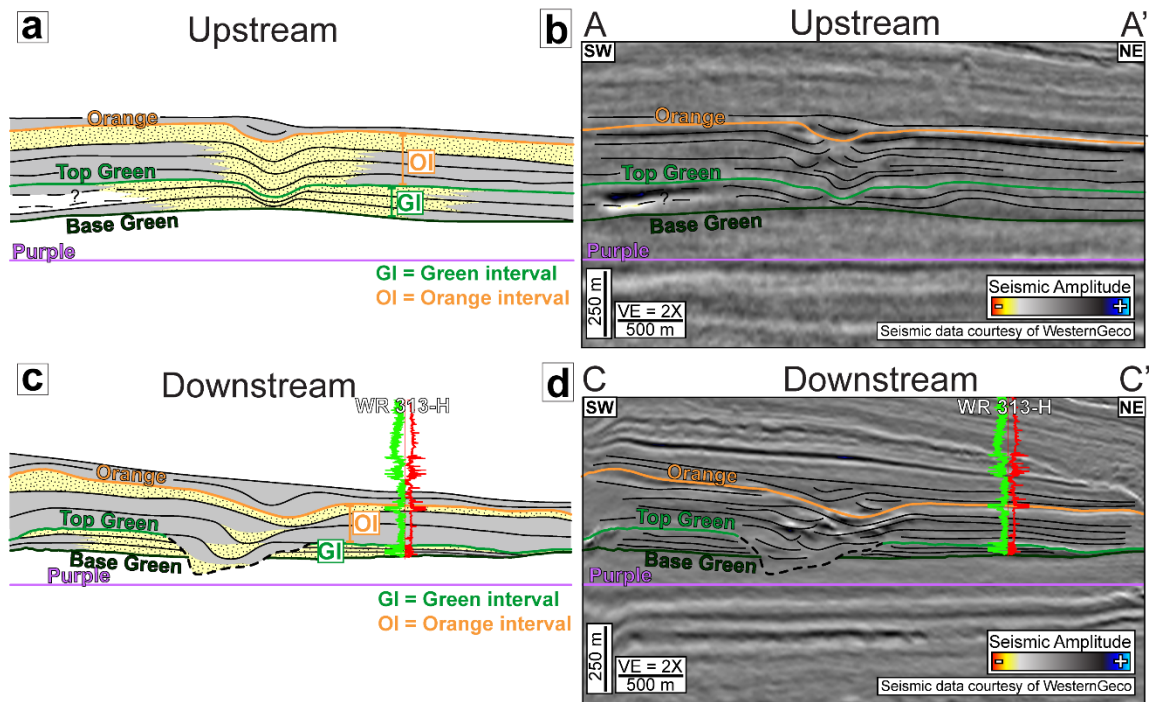 a
Upstream
Orange
OI
Top Green
?
GI
Base Green
Purple
GI = Green interval
OI = Orange interval
b
A
Upstream
A’
SW
NE
Orange
Top Green
?
Base Green
Purple
250 m
VE = 2X
500 m
Seismic Amplitude
-
+
Seismic data courtesy of WesternGeco
c
Downstream
WR 313-H
Orange
OI
Top Green
GI
Base Green
Purple
GI = Green interval
OI = Orange interval
d
C
Downstream
C’
SW
NE
WR 313-H
Orange
Top Green
Base Green
Purple
250 m
VE = 2X
500 m
Seismic Amplitude
-
+
Seismic data courtesy of WesternGeco